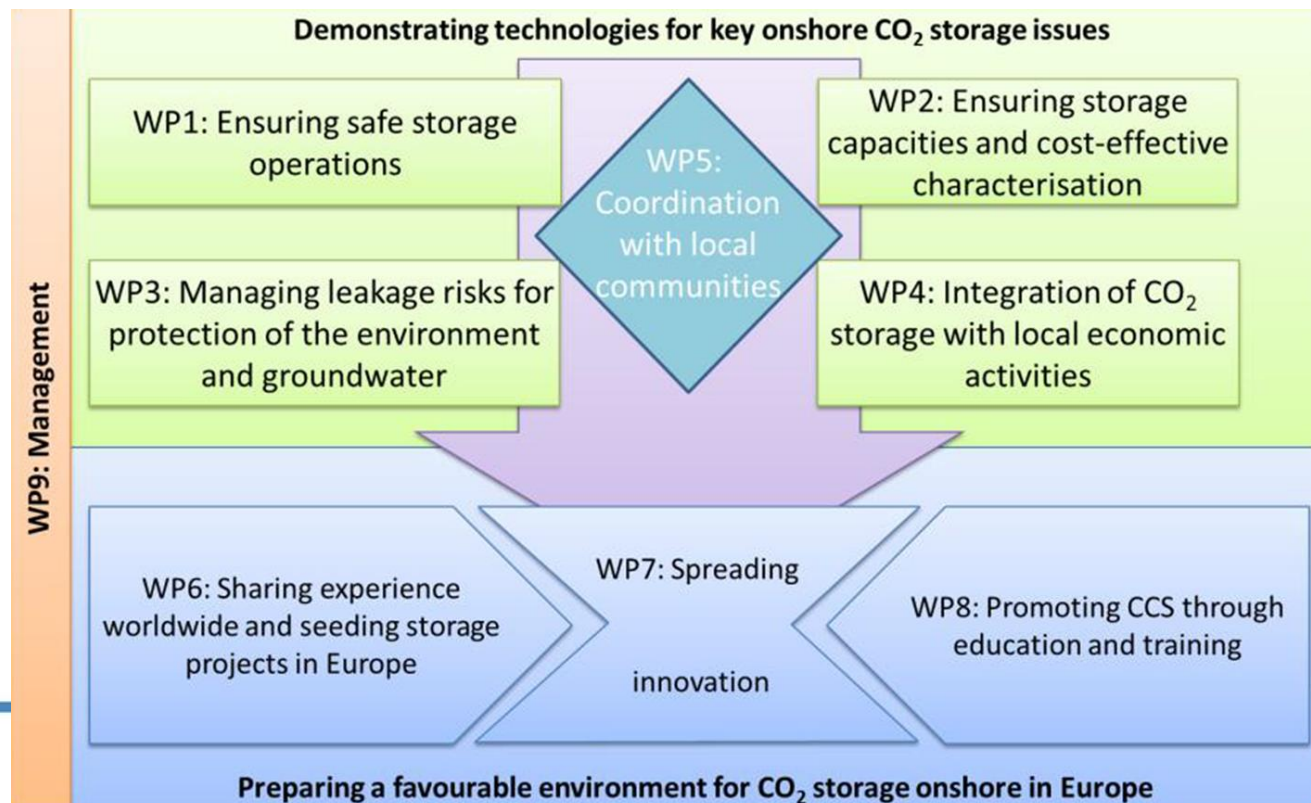 Demonstrating technologies for key onshore CO₂ storage issues
WP1: Ensuring safe storage
operations
WP2: Ensuring storage
capacities and cost-effective
characterisation
WP5:
Coordination
with local
communities
WP3: Managing leakage risks for
protection of the environment
and groundwater
WP4: Integration of CO₂
storage with local economic
activities
WP9: Management
WP6: Sharing experience
worldwide and seeding storage
projects in Europe
WP7: Spreading
innovation
WP8: Promoting CCS through
education and training
Preparing a favourable environment for CO₂ storage onshore in Europe